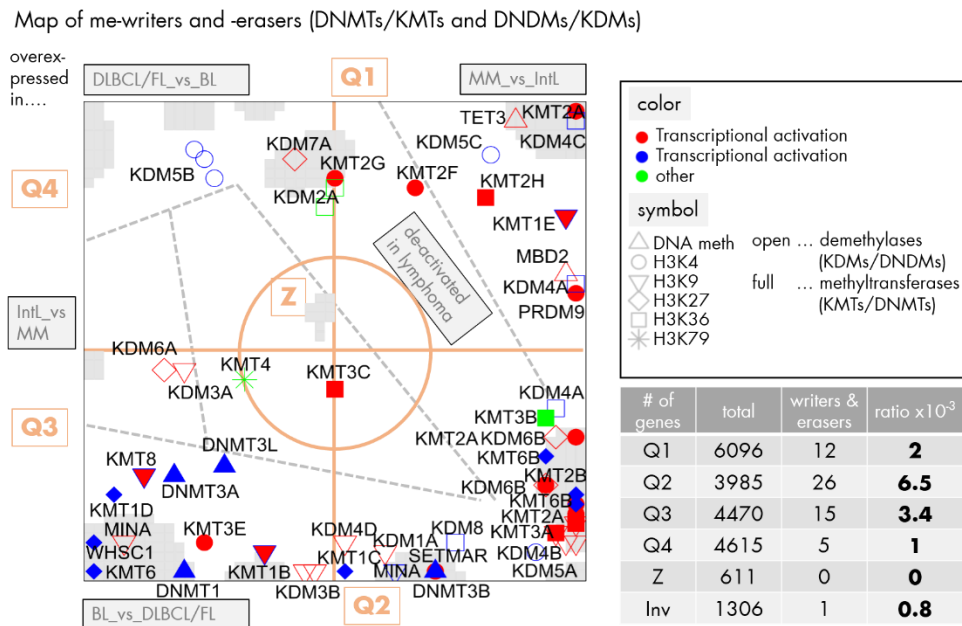 Map of me-writers and -erasers (DNMTs/KMTs and DNDMs/KDMs)
overex-
pressed
in....
DLBCL/FL_vs_BL
Q1
MM_vs_IntL
TET3
KMT2A
KDM5C
KDM4C
KDM7A
KMT2G
KMT2F
KDM5B
Q4
KDM2A
KMT2H
KMT1E
de-activated
in lymphoma
MBD2
KDM4A
PRDM9
Z
IntL_vs
MM
KDM6A
KMT4
KDM3A
KMT3C
KDM4A
KMT3B
Q3
KMT2A
KDM6B
DNMT3L
KMT6B
KMT8
KMT2B
DNMT3A
KDM6B
KMT6B
KMT1D
KMT2A
MINA
KMT3E
KDM4D
KDM8
KMT3A
KDM1A
WHSC1
KMT1C
SETMAR
KDM4B
KMT6
KMT1B
MINA
KDM5A
DNMT1
KDM3B
DNMT3B
BL_vs_DLBCL/FL
Q2
color
Transcriptional activation
Transcriptional activation
other
symbol
DNA meth
H3K4
H3K9
H3K27
H3K36
H3K79
open ... demethylases
(KDMs/DNDMs)
full ... methyltransferases
(KMTs/DNMTs)
# of genes total writers & erasers ratio x10-3
Q1 6096 12 2
Q2 3985 26 6.5
Q3 4470 15 3.4
Q4 4615 5 1
Z 611 0 0
Inv 1306 1 0.8